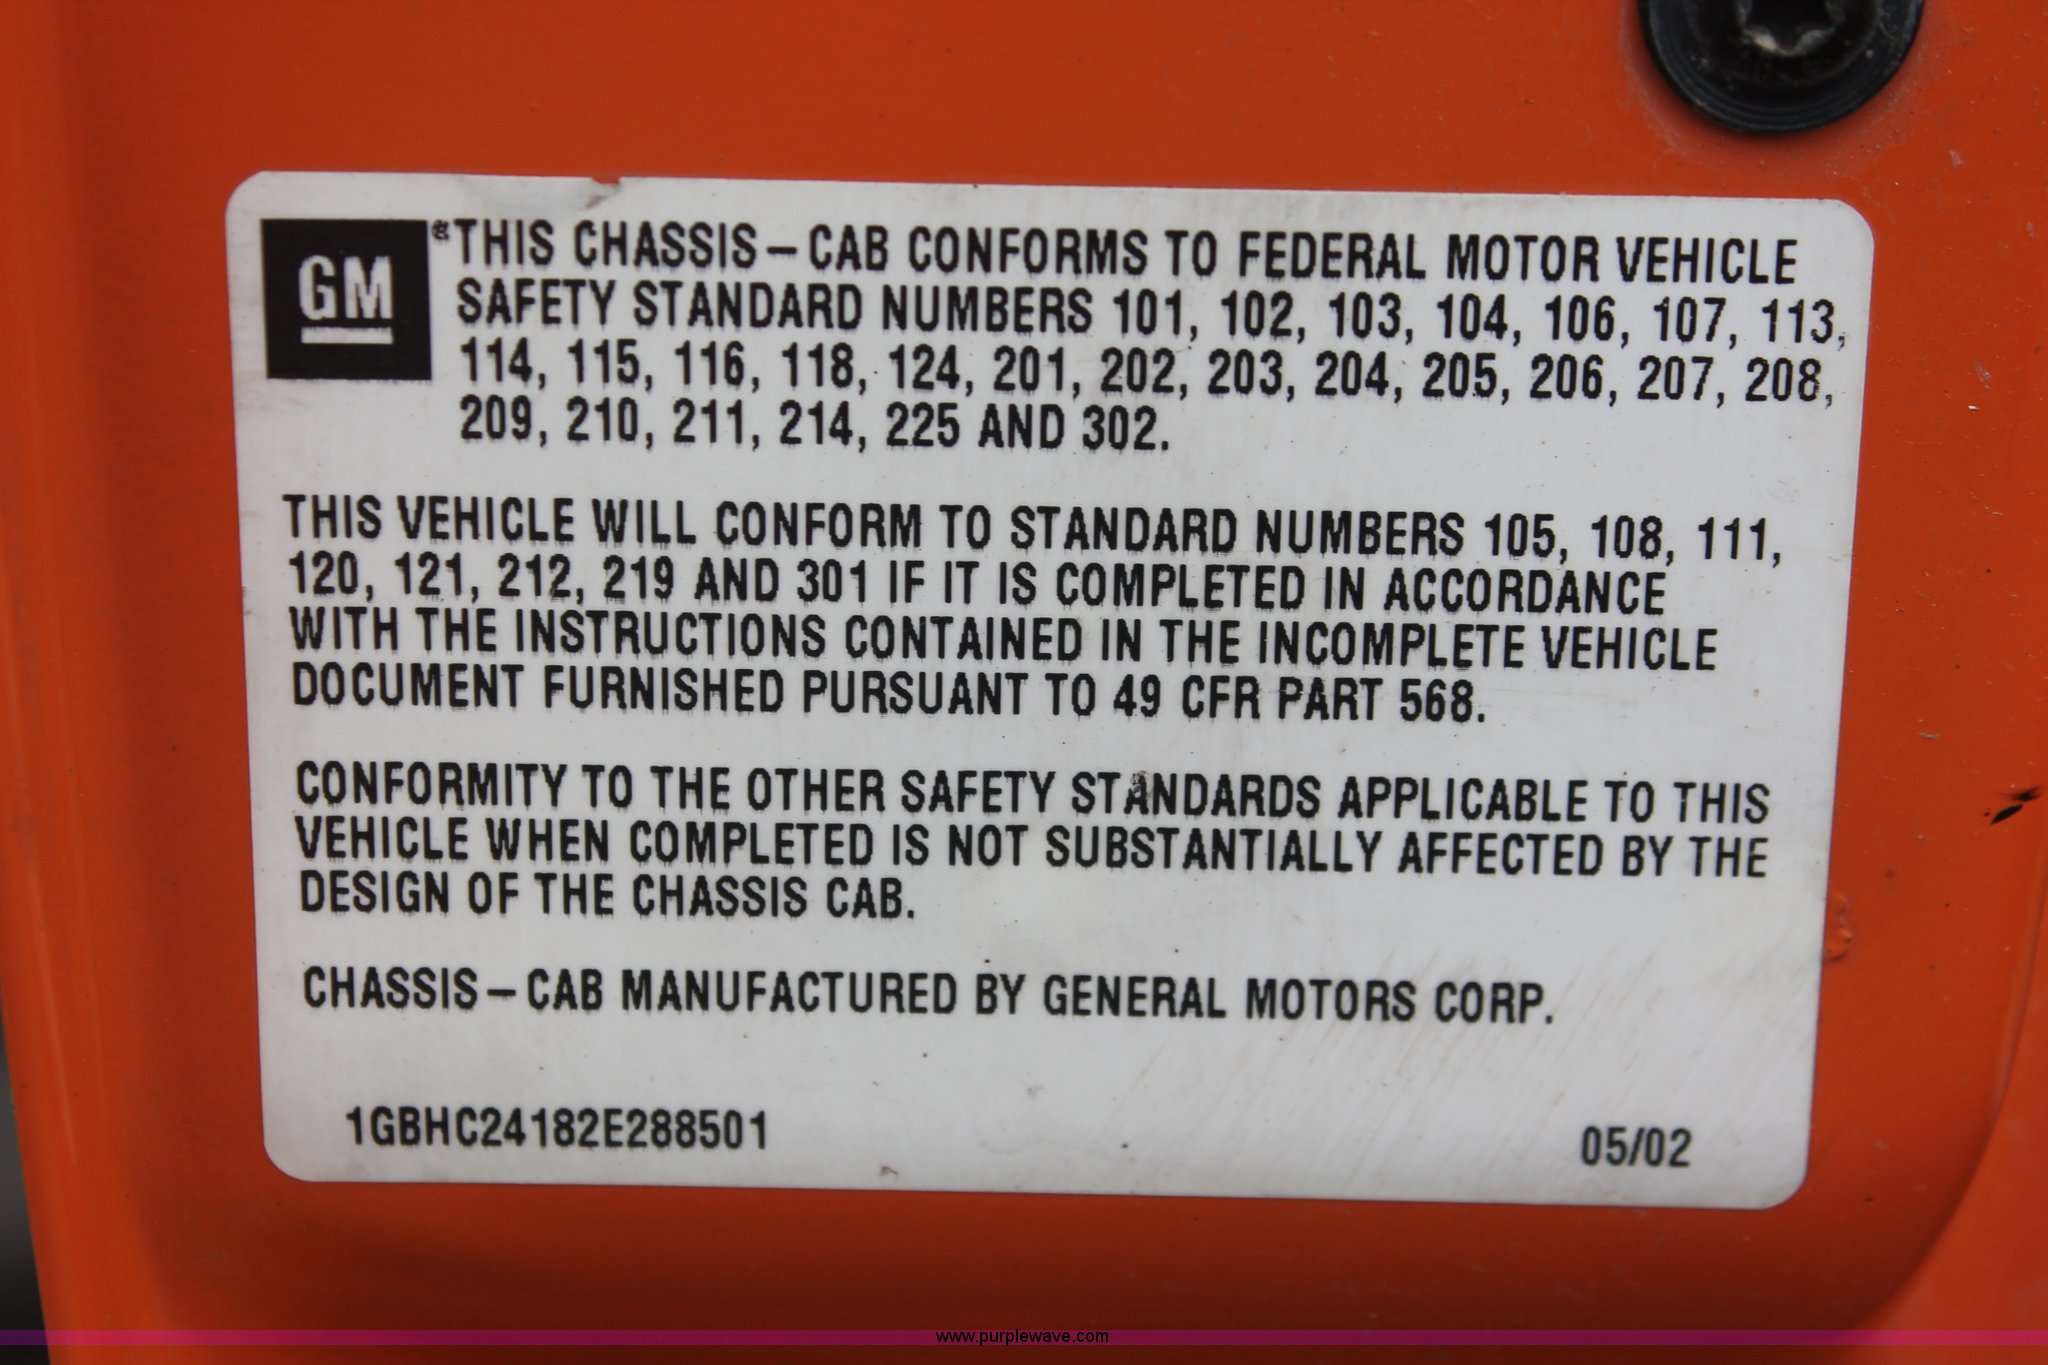 GM
®THIS CHASSIS-CAB CONFORMS TO FEDERAL MOTOR VEHICLE
SAFETY STANDARD NUMBERS 101, 102, 103, 104, 106, 107, 113,
114, 115, 116, 118, 124, 201, 202, 203, 204, 205, 206, 207, 208,
209, 210, 211, 214, 225 AND 302.
THIS VEHICLE WILL CONFORM TO STANDARD NUMBERS 105, 108, 111,
120, 121, 212, 219 AND 301 IF IT IS COMPLETED IN ACCORDANCE
WITH THE INSTRUCTIONS CONTAINED IN THE INCOMPLETE VEHICLE
DOCUMENT FURNISHED PURSUANT TO 49 CFR PART 568.
CONFORMITY TO THE OTHER SAFETY STANDARDS APPLICABLE TO THIS
VEHICLE WHEN COMPLETED IS NOT SUBSTANTIALLY AFFECTED BY THE
DESIGN OF THE CHASSIS CAB.
CHASSIS-CAB MANUFACTURED BY GENERAL MOTORS CORP.
1GBHC24182E288501 05/02
www.purplewave.com